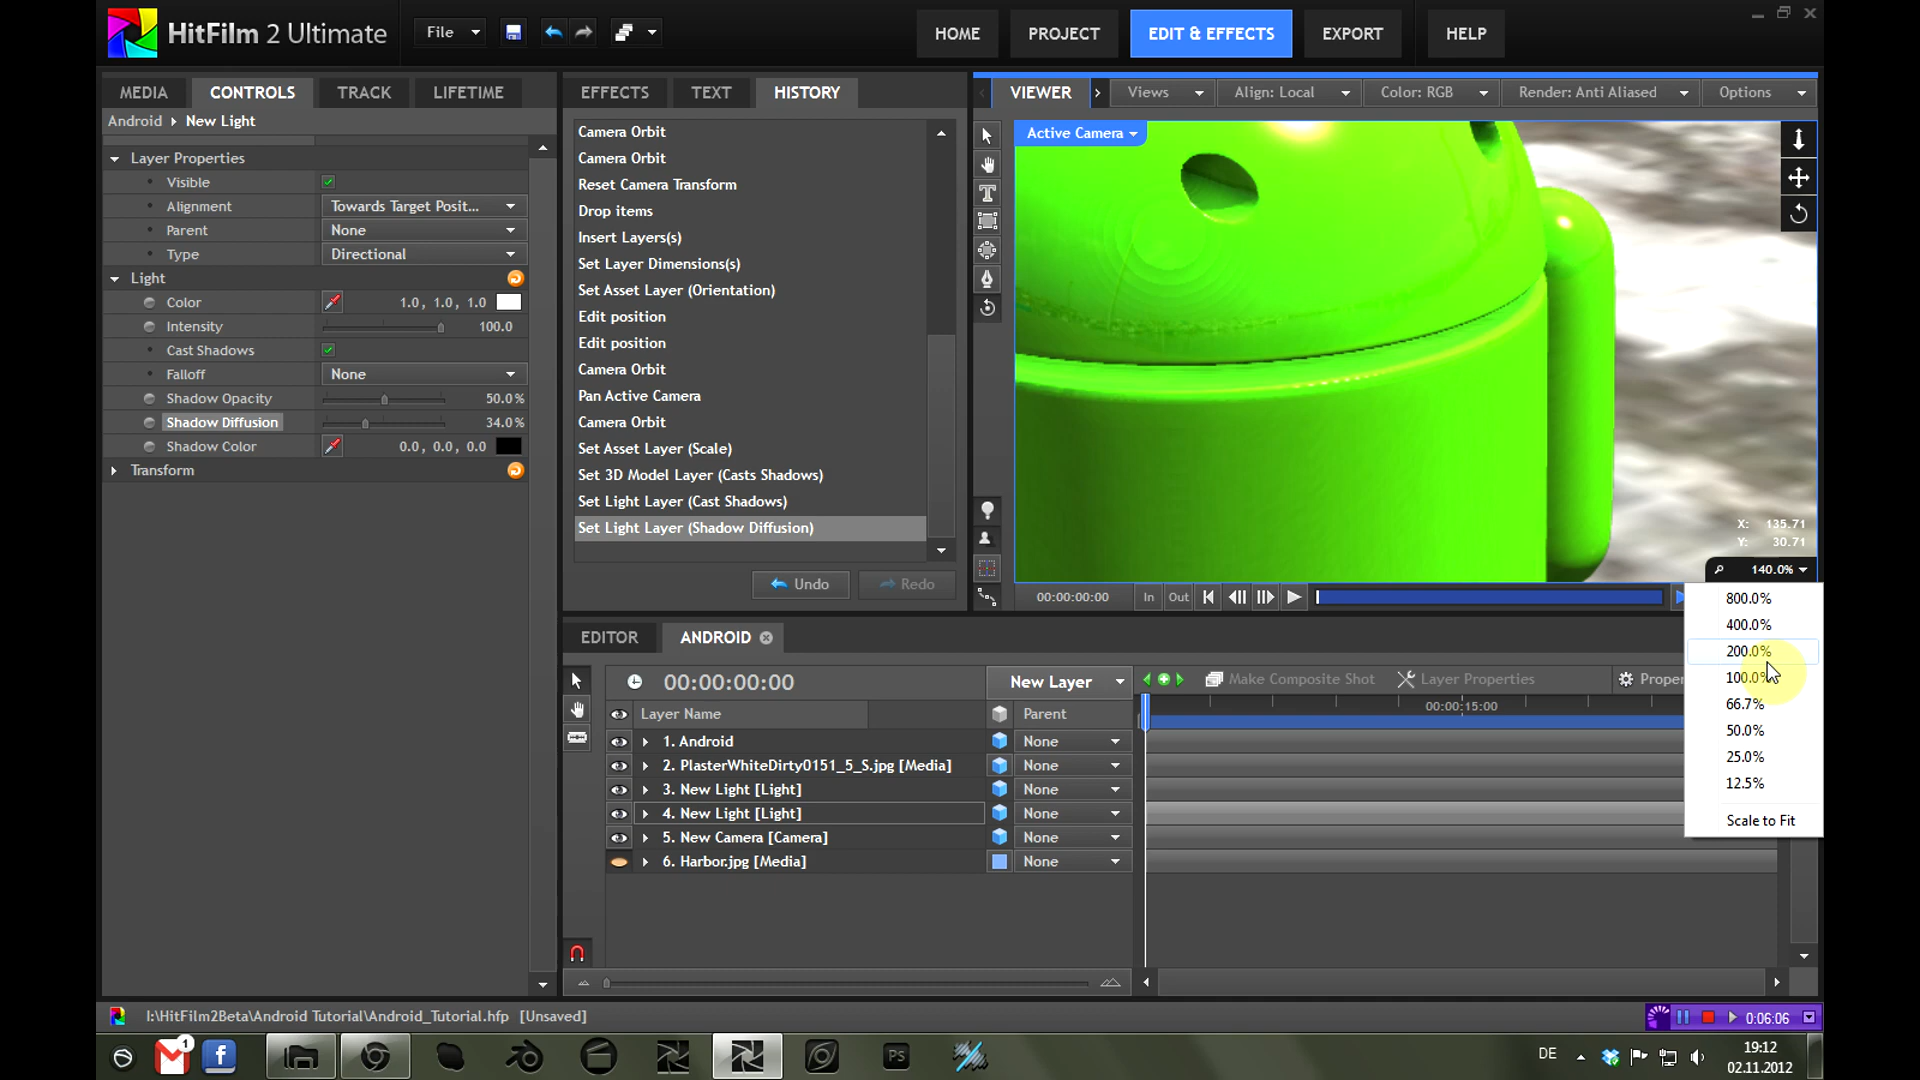 HitFilm 2 Ultimate
File
HOME
PROJECT
EDIT & EFFECTS
EXPORT
HELP
MEDIA
CONTROLS
TRACK
LIFETIME
Android
New Light
Layer Properties
Visible
Alignment
Towards Target Posit...
Parent
None
Type
Directional
Light
Color
1.0, 1.0, 1.0
Intensity
100.0
Cast Shadows
Falloff
None
Shadow Opacity
50.0%
Shadow Diffusion
34.0%
Shadow Color
0.0, 0.0, 0.0
Transform
EFFECTS
TEXT
HISTORY
Camera Orbit
Camera Orbit
Reset Camera Transform
Drop items
Insert Layers(s)
Set Layer Dimensions(s)
Set Asset Layer (Orientation)
Edit position
Edit position
Camera Orbit
Pan Active Camera
Camera Orbit
Set Asset Layer (Scale)
Set 3D Model Layer (Casts Shadows)
Set Light Layer (Cast Shadows)
Set Light Layer (Shadow Diffusion)
Undo
Redo
VIEWER
Views
Align: Local
Color: RGB
Render: Anti Aliased
Options
Active Camera
X: 135.71
Y: 30.71
140.0%
00:00:00:00
In
Out
800.0%
400.0%
200.0%
100.0%
66.7%
50.0%
25.0%
12.5%
Scale to Fit
EDITOR
ANDROID
00:00:00:00
New Layer
Make Composite Shot
Layer Properties
Proper
00:00:15:00
Layer Name
Parent
1. Android
None
2. PlasterWhiteDirty0151_5_S.jpg [Media]
None
3. New Light [Light]
None
4. New Light [Light]
None
5. New Camera [Camera]
None
6. Harbor.jpg [Media]
None
I:\HitFilm2Beta\Android Tutorial\Android_Tutorial.hfp [Unsaved]
0:06:06
1
Ps
DE
19:12
02.11.2012